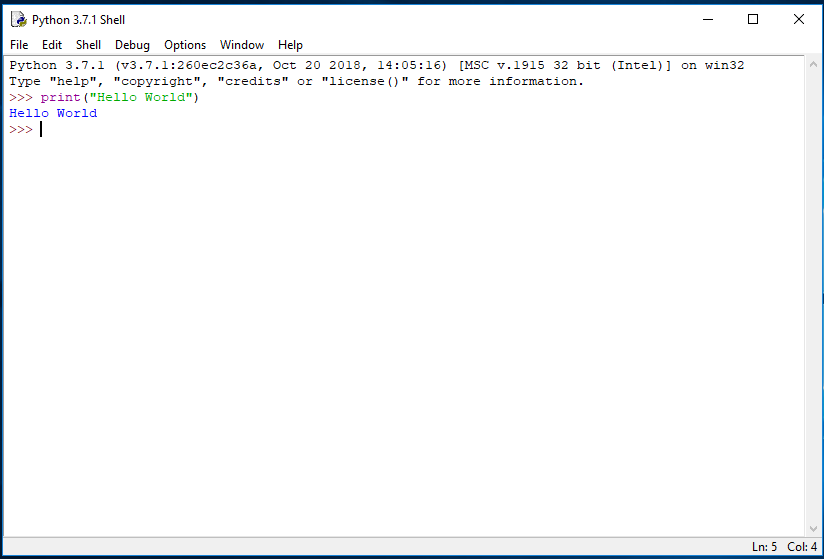 Python 3.7.1 Shell
File Edit Shell Debug Options Window Help
Python 3.7.1 (v3.7.1:260ec2c36a, Oct 20 2018, 14:05:16) [MSC v.1915 32 bit (Intel)] on win32
Type "help", "copyright", "credits" or "license()" for more information.
>>> print("Hello World")
Hello World
>>>
Ln: 5 Col: 4